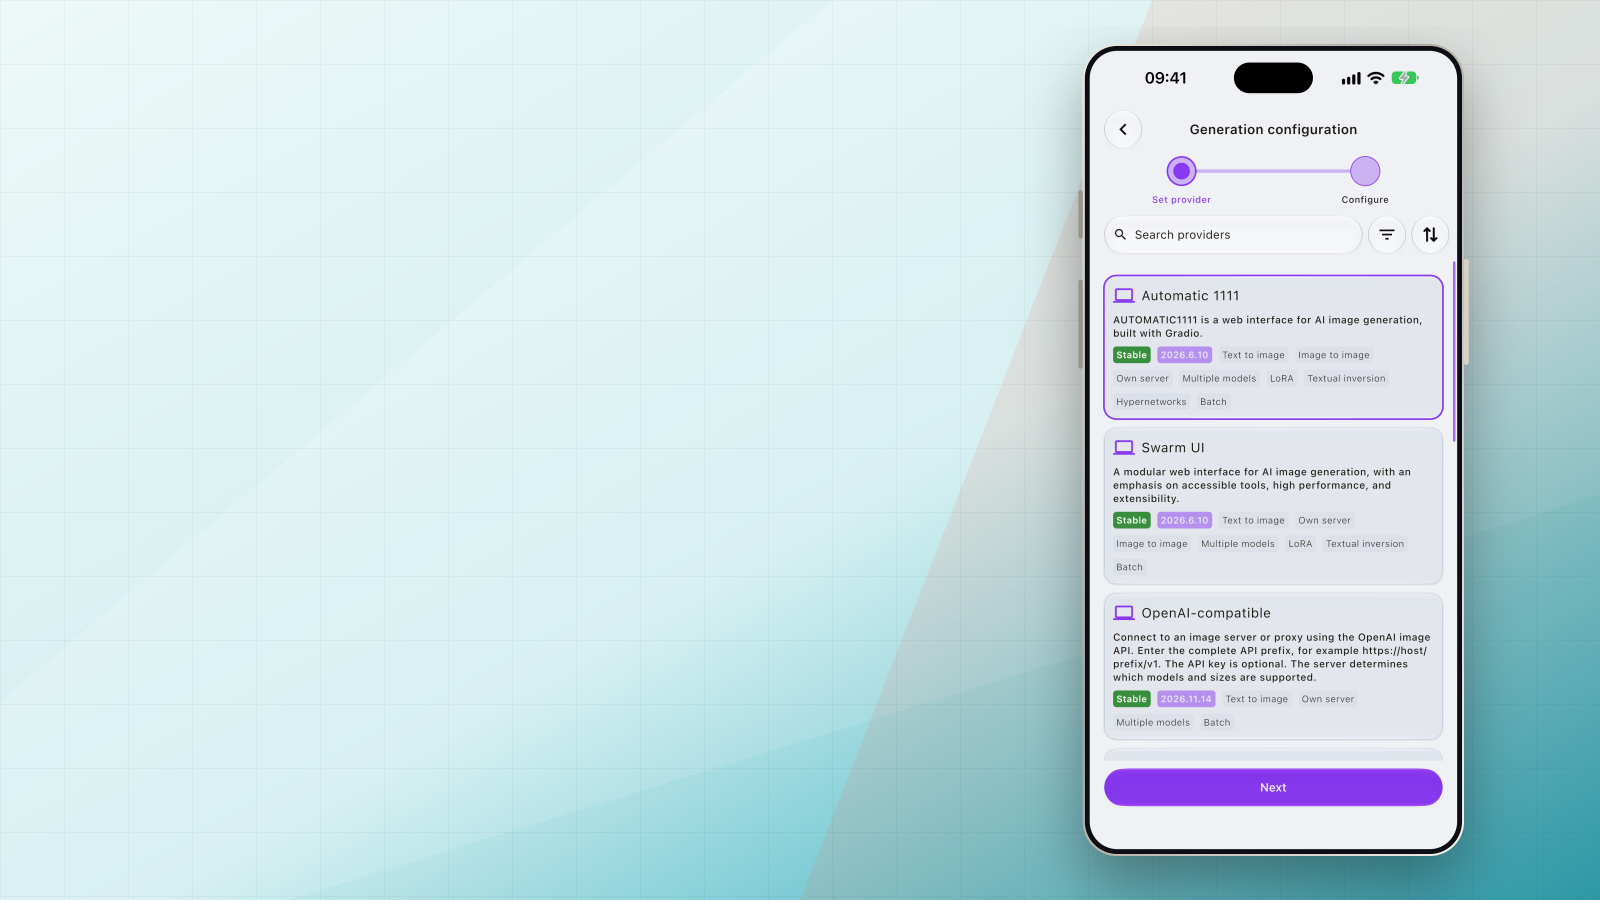 09:41
Generation configuration
Set provider
Configure
Search providers
Automatic 1111
AUTOMATIC1111 is a web interface for AI image generation,
built with Gradio.
Stable 2026.6.10 Text to image Image to image
Own server Multiple models LoRA Textual inversion
Hypernetworks Batch
Swarm UI
A modular web interface for AI image generation, with an
emphasis on accessible tools, high performance, and
extensibility.
Stable 2026.6.10 Text to image Own server
Image to image Multiple models LoRA Textual inversion
Batch
OpenAI-compatible
Connect to an image server or proxy using the OpenAI image
API. Enter the complete API prefix, for example https://host/
prefix/v1. The API key is optional. The server determines
which models and sizes are supported.
Stable 2026.11.14 Text to image Own server
Multiple models Batch
Next